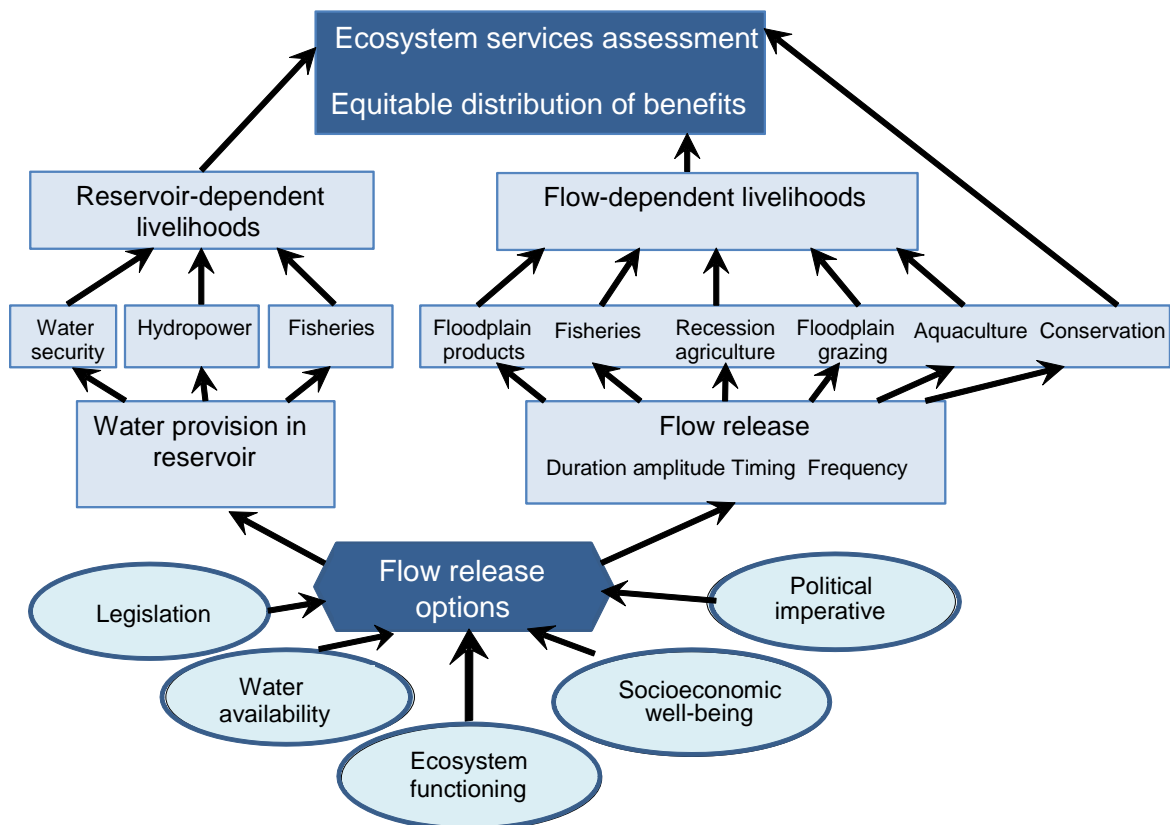 Ecosystem services assessment
Equitable distribution of benefits
Reservoir-dependent
livelihoods
Flow-dependent livelihoods
Water
security
Hydropower
Fisheries
Floodplain
products
Fisheries
Recession
agriculture
Floodplain
grazing
Aquaculture
Conservation
Water provision in
reservoir
Flow release
Duration amplitude Timing Frequency
Flow release
options
Legislation
Political
imperative
Water
availability
Socioeconomic
well-being
Ecosystem
functioning